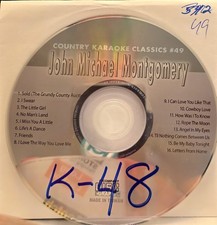 542
49
COUNTRY KARAOKE CLASSICS #49
John Michael Montgomery
1. Sold (The Grundy County Auction)
2. I Swear
3. The Little Girl
4. No Man's Land
5. I Miss You A Little
6. Life's A Dance
7. Friends
8. I Love The Way You Love Me
9. I Can Love You Like That
10. Cowboy Love
11. How Was I To Know
12. Rope The Moon
13. Angel In My Eyes
14. I'll Nothing Comes Between Us
15. Be My Baby Tonight
16. Letters From Home
K-48